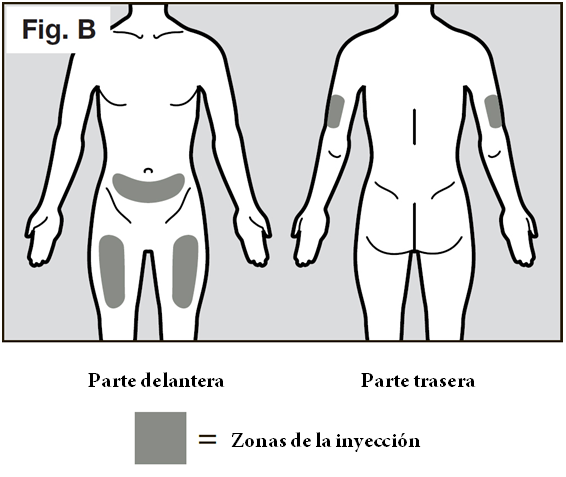 Fig. B
Parte delantera
Parte trasera
= Zonas de la inyección